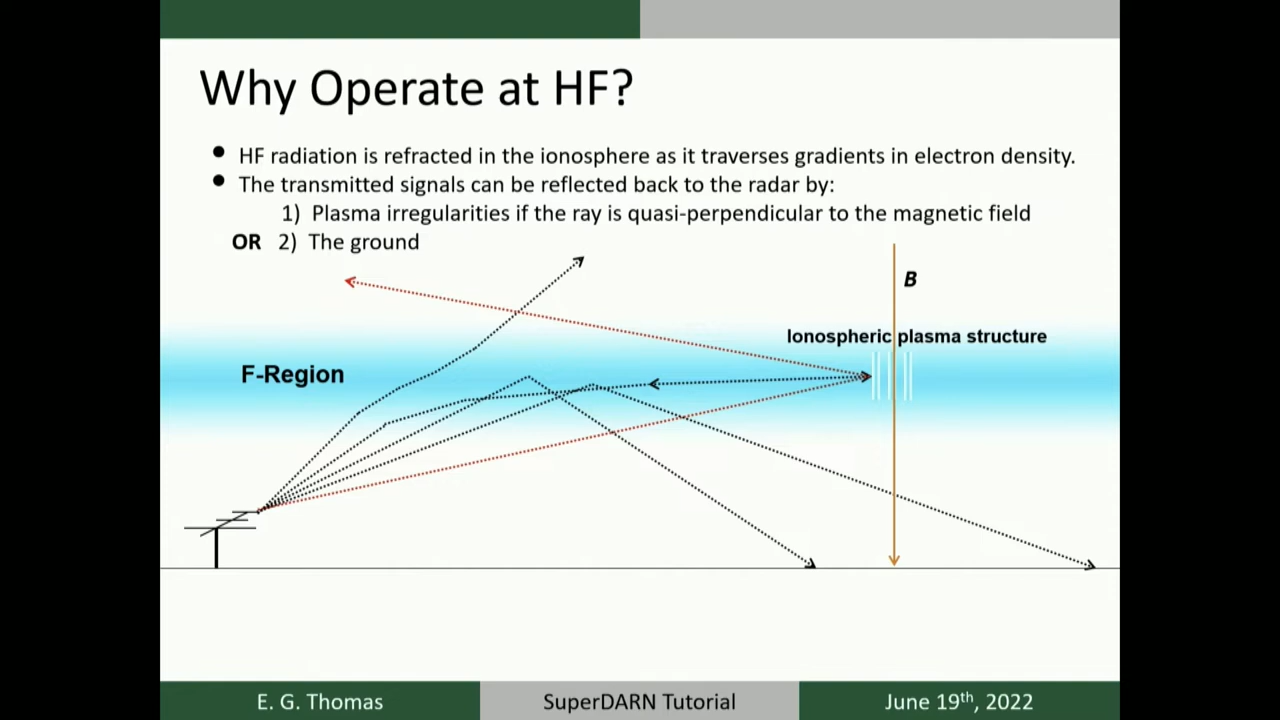 Why Operate at HF?
• HF radiation is refracted in the ionosphere as it traverses gradients in electron density.
• The transmitted signals can be reflected back to the radar by:
1) Plasma irregularities if the ray is quasi-perpendicular to the magnetic field
OR 2) The ground
B
Ionospheric plasma structure
F-Region
E. G. Thomas
SuperDARN Tutorial
June 19th, 2022